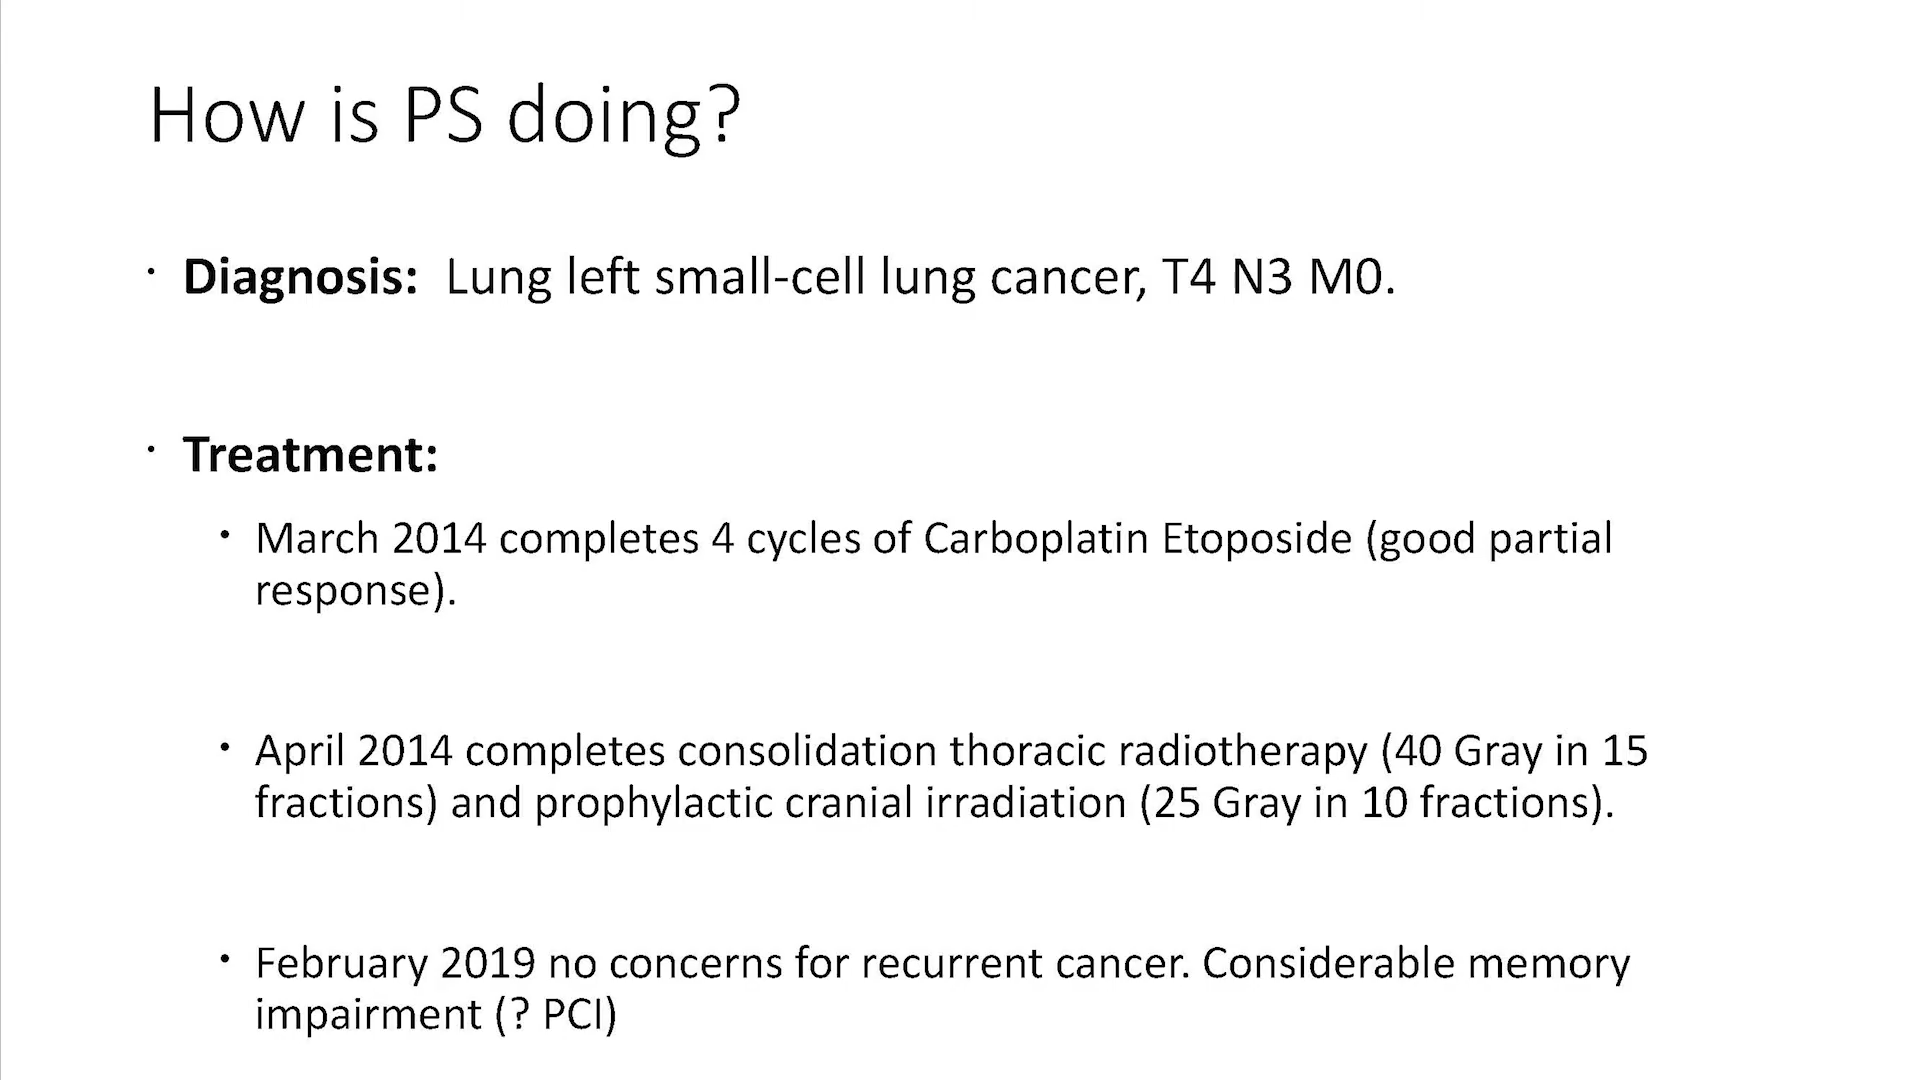 How is PS doing?
· Diagnosis: Lung left small-cell lung cancer, T4 N3 M0.
· Treatment:
• March 2014 completes 4 cycles of Carboplatin Etoposide (good partial
response).
• April 2014 completes consolidation thoracic radiotherapy (40 Gray in 15
fractions) and prophylactic cranial irradiation (25 Gray in 10 fractions).
• February 2019 no concerns for recurrent cancer. Considerable memory
impairment (? PCI)